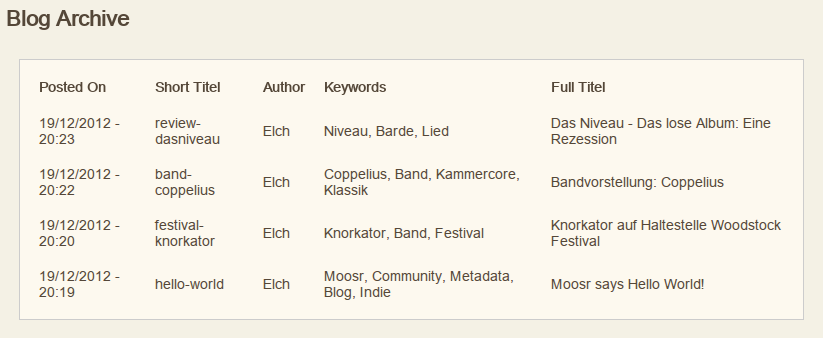 Blog Archive
Posted On Short Titel Author Keywords Full Titel
19/12/2012 - 20:23 review-dasniveau Elch Niveau, Barde, Lied Das Niveau - Das lose Album: Eine Rezession
19/12/2012 - 20:22 band-coppelius Elch Coppelius, Band, Kammercore, Klassik Bandvorstellung: Coppelius
19/12/2012 - 20:20 festival-knorkator Elch Knorkator, Band, Festival Knorkator auf Haltestelle Woodstock Festival
19/12/2012 - 20:19 hello-world Elch Moosr, Community, Metadata, Blog, Indie Moosr says Hello World!